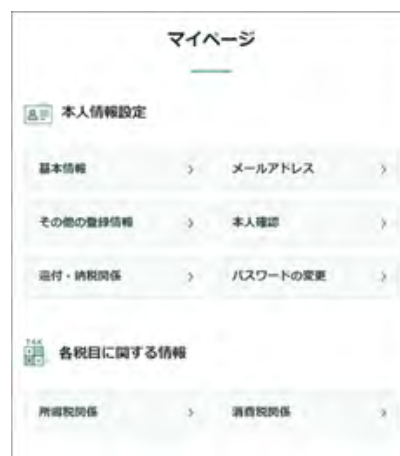 マイページ
本人情報設定
基本情報
メールアドレス
その他の登録情報
本人確認
還付・納税関係
パスワードの変更
TAX
各税目に関する情報
所得税関係
消費税関係